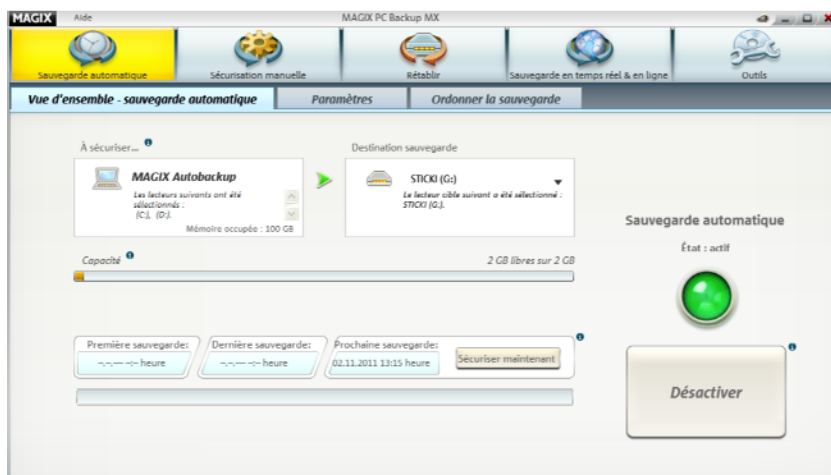 MAGIX Aide MAGIX PC Backup MX
Sauvegarde automatique Sécurisation manuelle Rétablir Sauvegarde en temps réel & en ligne Outils
Vue d'ensemble - sauvegarde automatique Paramètres Ordonner la sauvegarde
À sécuriser... Destination sauvegarde
MAGIX Autobackup
Les lecteurs suivants ont été
sélectionnés :
(C:), (D:).
Mémoire occupée : 100 GB
STICKI (G:)
Le lecteur cible suivant a été sélectionné :
STICKI (G:).
Capacité 2 GB libres sur 2 GB
Sauvegarde automatique
État : actif
Première sauvegarde: Dernière sauvegarde: Prochaine sauvegarde:
--.--.---- --:-- heure --.--.---- --:-- heure 02.11.2011 13:15 heure Sécuriser maintenant
Désactiver